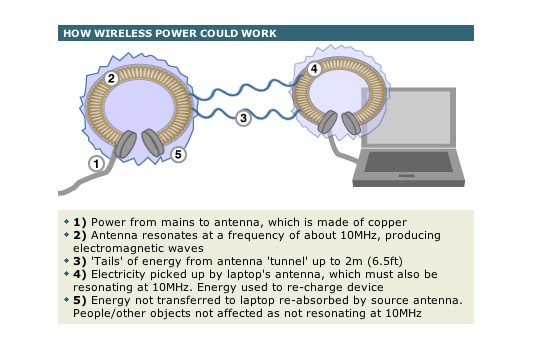 HOW WIRELESS POWER COULD WORK
2
4
3
1
5
1) Power from mains to antenna, which is made of copper
2) Antenna resonates at a frequency of about 10MHz, producing
electromagnetic waves
3) 'Tails' of energy from antenna 'tunnel' up to 2m (6.5ft)
4) Electricity picked up by laptop's antenna, which must also be
resonating at 10MHz. Energy used to re-charge device
5) Energy not transferred to laptop re-absorbed by source antenna.
People/other objects not affected as not resonating at 10MHz